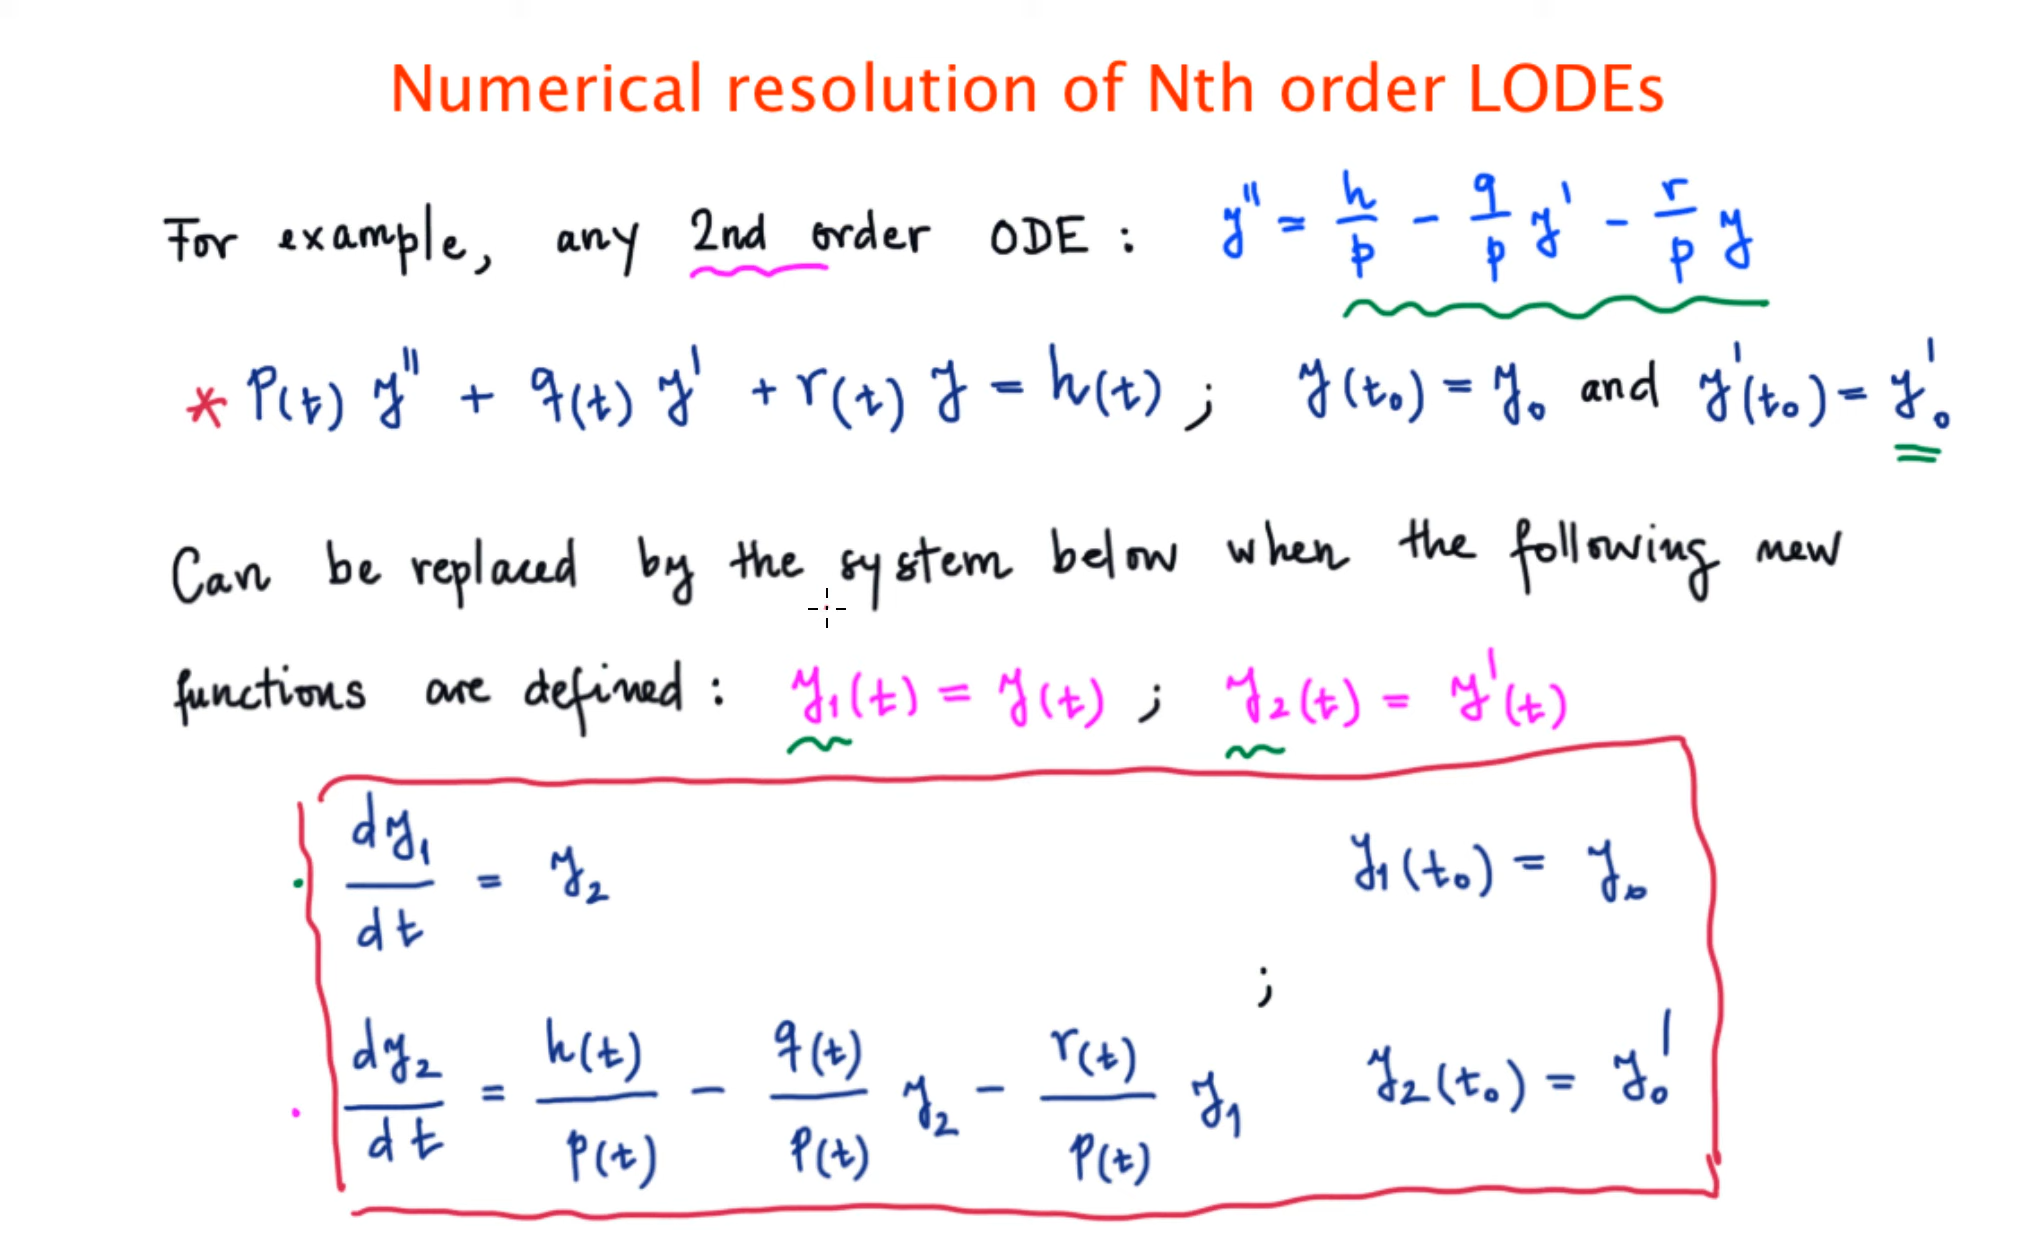 Numerical resolution of Nth order LODEs
For example, any 2nd order ODE : y'' = h/p - q/p y' - r/p y
* p(t) y'' + q(t) y' + r(t) y = h(t) ; y(t₀) = y₀ and y'(t₀) = y'₀
Can be replaced by the system below when the following new
functions are defined : y₁(t) = y(t) ; y₂(t) = y'(t)
dy₁/dt = y₂ y₁(t₀) = y₀
;
dy₂/dt = h(t)/p(t) - q(t)/p(t) y₂ - r(t)/p(t) y₁ y₂(t₀) = y₀'